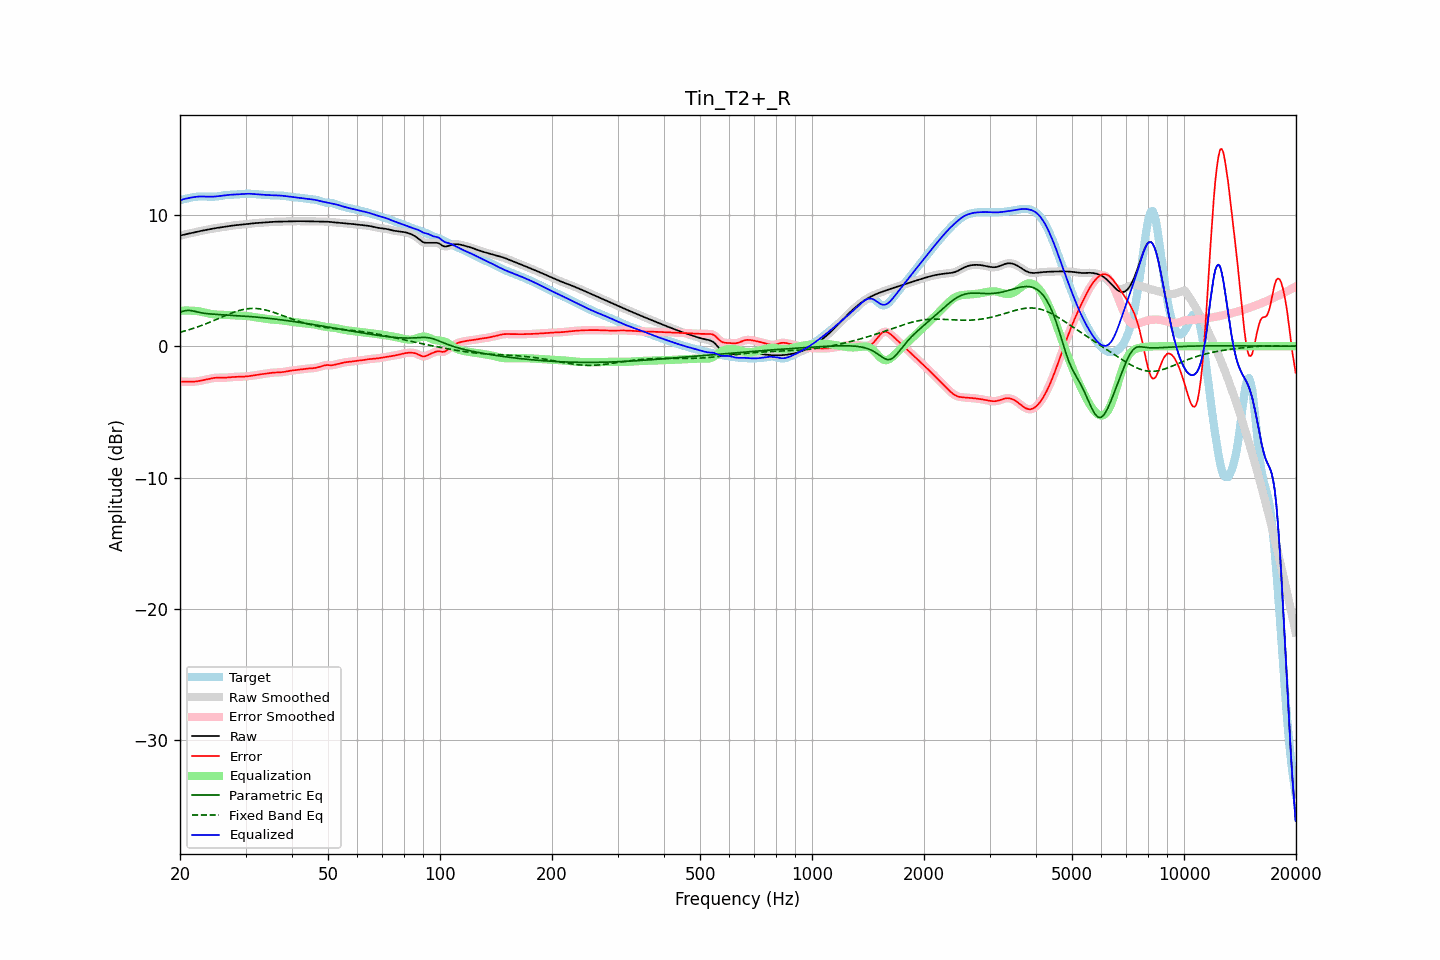 Tin_T2+_R
Amplitude (dBr)
10
0
−10
−20
−30
Target
Raw Smoothed
Error Smoothed
Raw
Error
Equalization
Parametric Eq
Fixed Band Eq
Equalized
20 50 100 200 500 1000 2000 5000 10000 20000
Frequency (Hz)